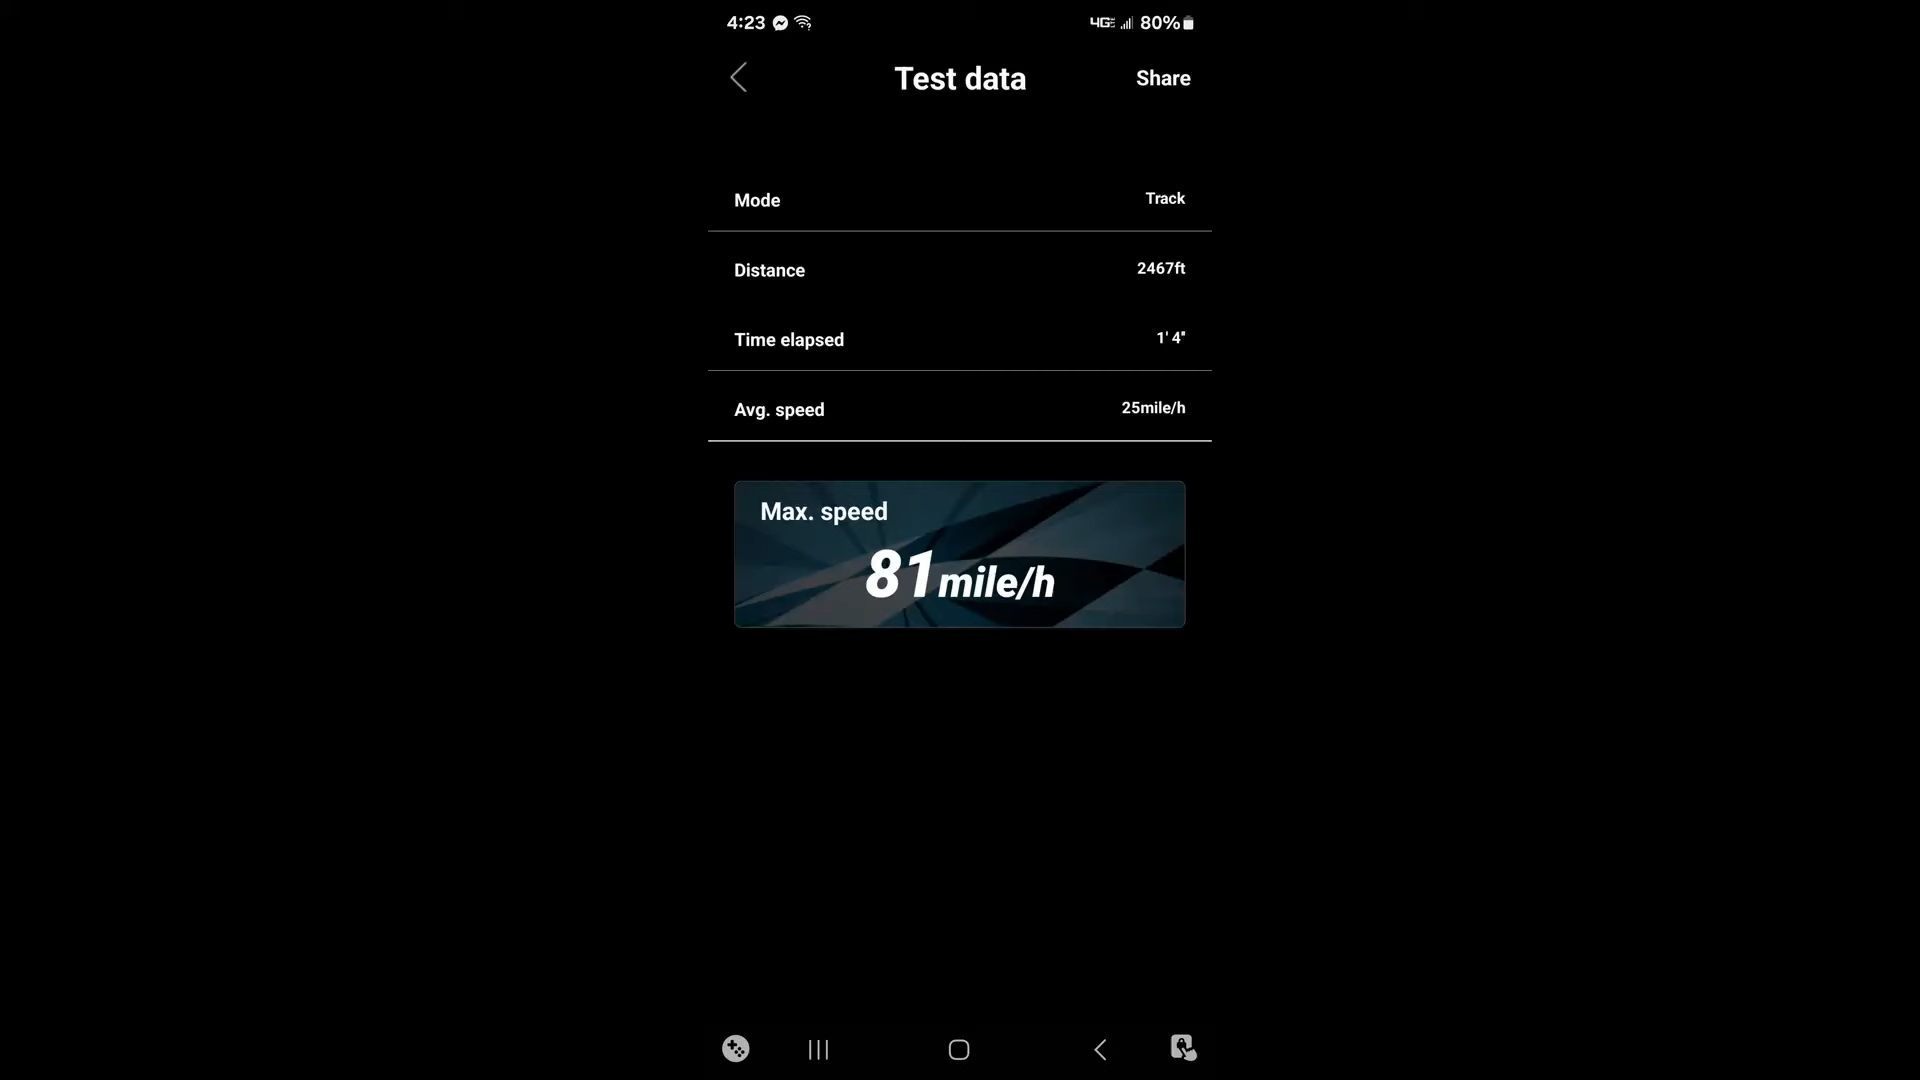 4:23 4GE 80%
Test data Share
Mode Track
Distance 2467ft
Time elapsed 1' 4"
Avg. speed 25mile/h
Max. speed
81mile/h